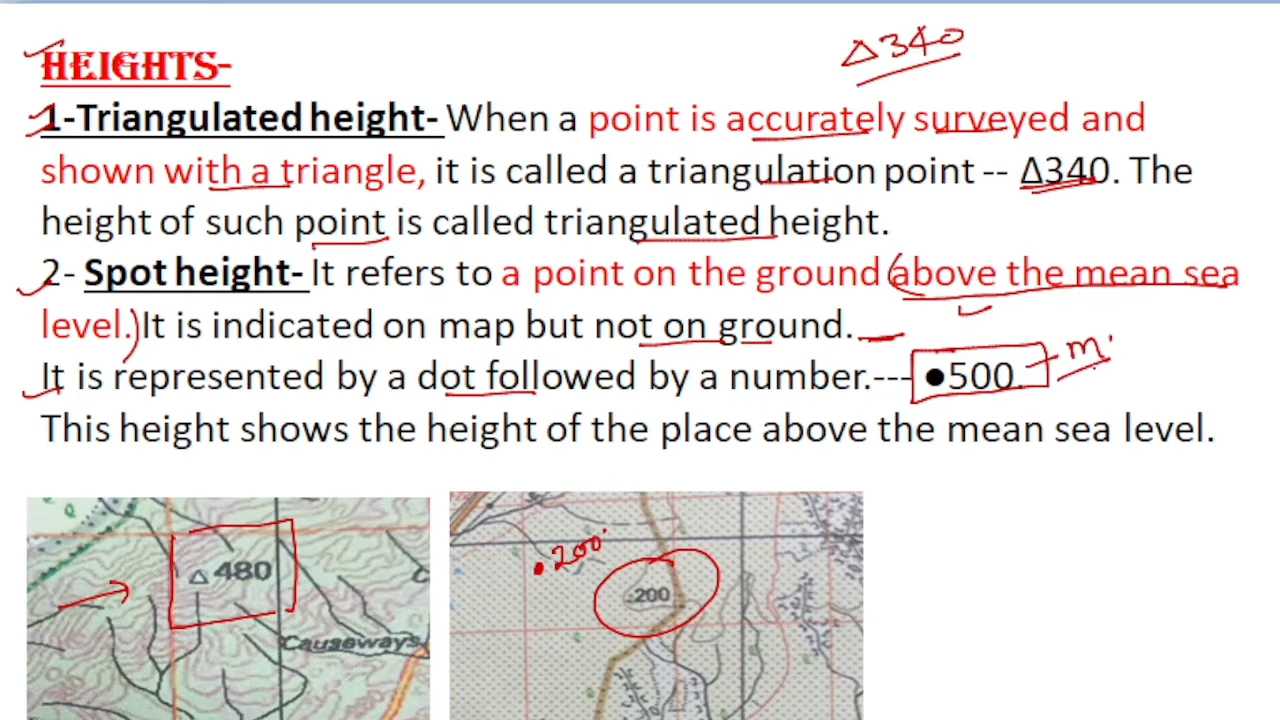 HEIGHTS-
Δ340
1-Triangulated height- When a point is accurately surveyed and
shown with a triangle, it is called a triangulation point -- Δ340. The
height of such point is called triangulated height.
2- Spot height- It refers to a point on the ground (above the mean sea
level.) It is indicated on map but not on ground.
It is represented by a dot followed by a number.--- ●500. m.
This height shows the height of the place above the mean sea level.
Δ 480
Causeways
•200
.200